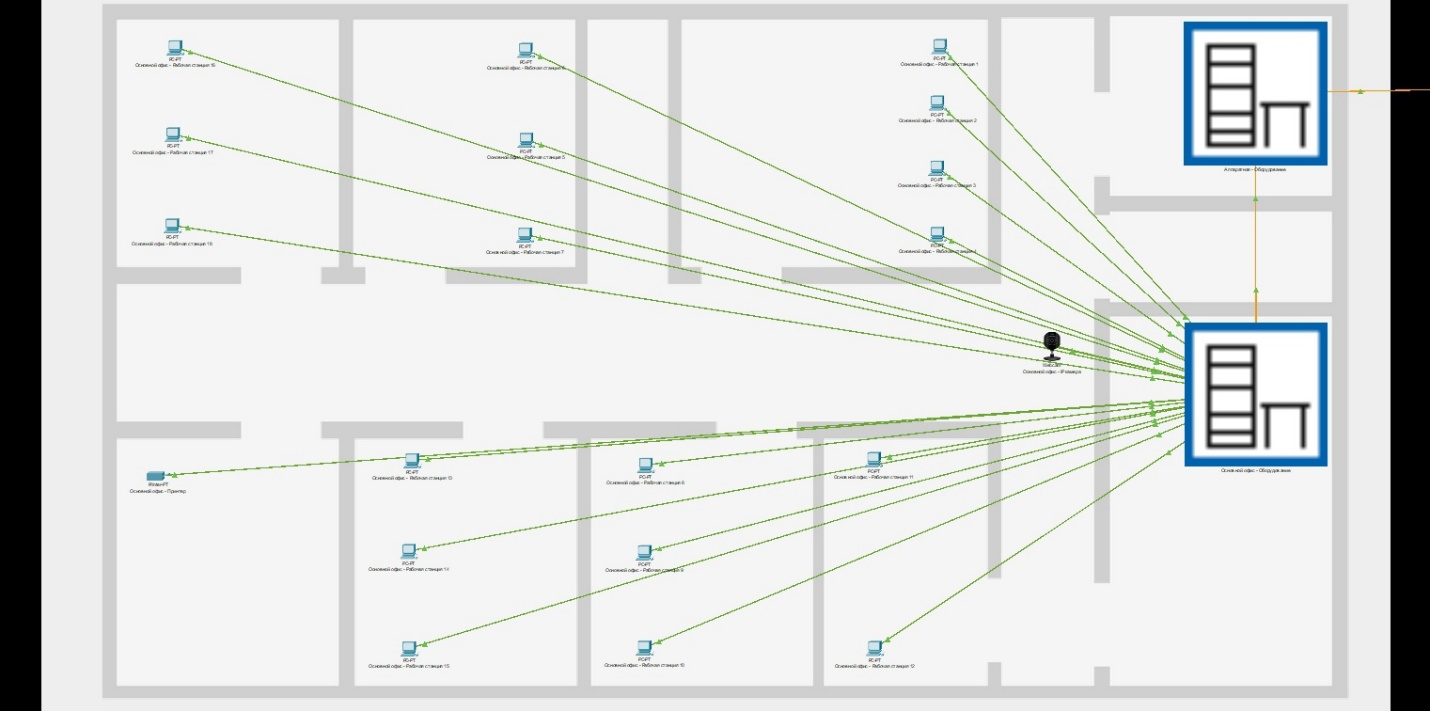 PC-PT
Основной офис - Рабочая станция 16
PC-PT
Основной офис - Рабочая станция 6
PC-PT
Основной офис - Рабочая станция 1
PC-PT
Основной офис - Рабочая станция 2
PC-PT
Основной офис - Рабочая станция 17
PC-PT
Основной офис - Рабочая станция 5
PC-PT
Основной офис - Рабочая станция 3
Аппаратная - Оборудование
PC-PT
Основной офис - Рабочая станция 18
PC-PT
Основной офис - Рабочая станция 7
PC-PT
Основной офис - Рабочая станция 4
Основной офис - IP-камера
PC-PT
Основной офис - Рабочая станция 13
PC-PT
Основной офис - Рабочая станция 8
PC-PT
Основной офис - Рабочая станция 11
Основной офис - Оборудование
Printer-PT
Основной офис - Принтер
PC-PT
Основной офис - Рабочая станция 14
PC-PT
Основной офис - Рабочая станция 9
PC-PT
Основной офис - Рабочая станция 15
PC-PT
Основной офис - Рабочая станция 10
PC-PT
Основной офис - Рабочая станция 12